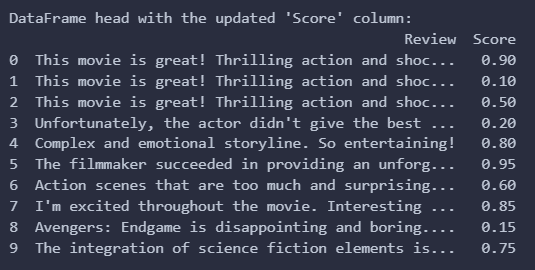 DataFrame head with the updated 'Score' column:
Review Score
0 This movie is great! Thrilling action and shoc... 0.90
1 This movie is great! Thrilling action and shoc... 0.10
2 This movie is great! Thrilling action and shoc... 0.50
3 Unfortunately, the actor didn't give the best ... 0.20
4 Complex and emotional storyline. So entertaining! 0.80
5 The filmmaker succeeded in providing an unforg... 0.95
6 Action scenes that are too much and surprising... 0.60
7 I'm excited throughout the movie. Interesting ... 0.85
8 Avengers: Endgame is disappointing and boring.... 0.15
9 The integration of science fiction elements is... 0.75